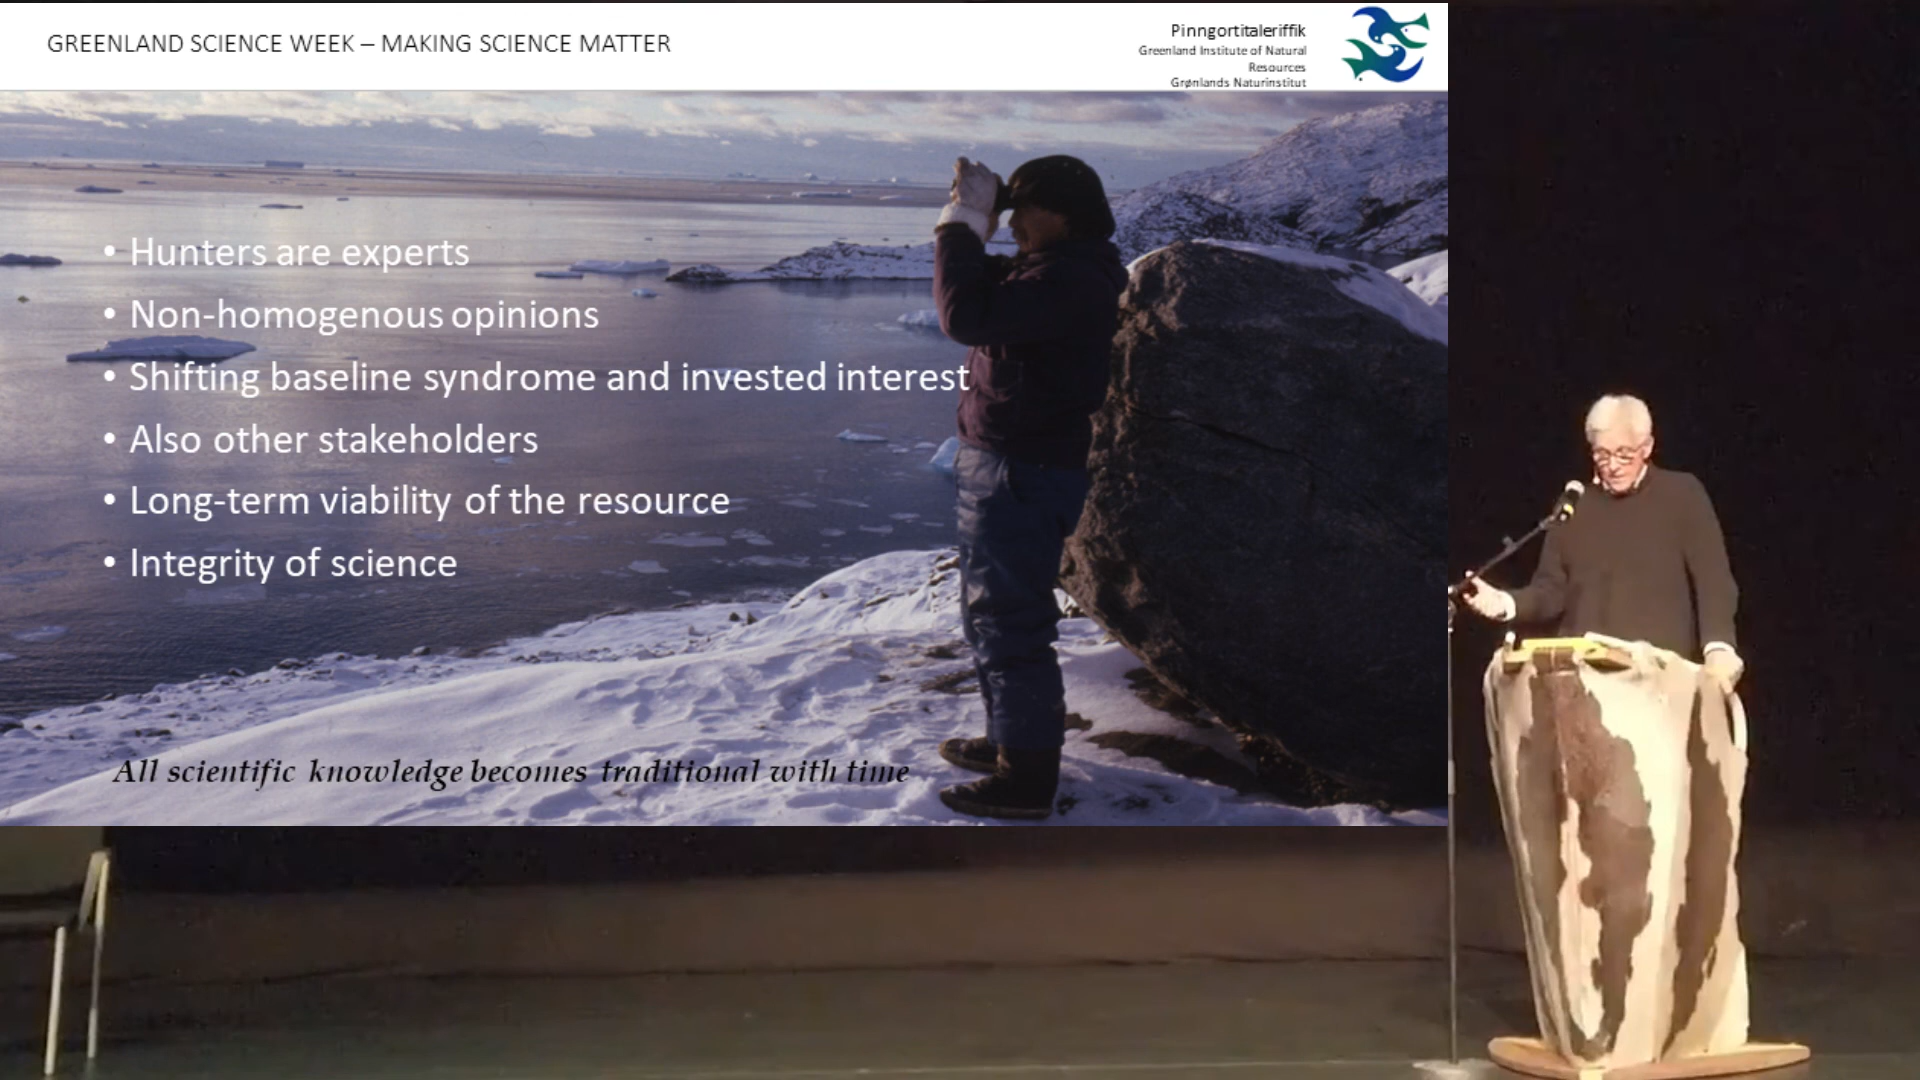 GREENLAND SCIENCE WEEK – MAKING SCIENCE MATTER
Pinngortitaleriffik
Greenland Institute of Natural
Resources
Grønlands Naturinstitut
• Hunters are experts
• Non-homogenous opinions
• Shifting baseline syndrome and invested interest
• Also other stakeholders
• Long-term viability of the resource
• Integrity of science
All scientific knowledge becomes traditional with time